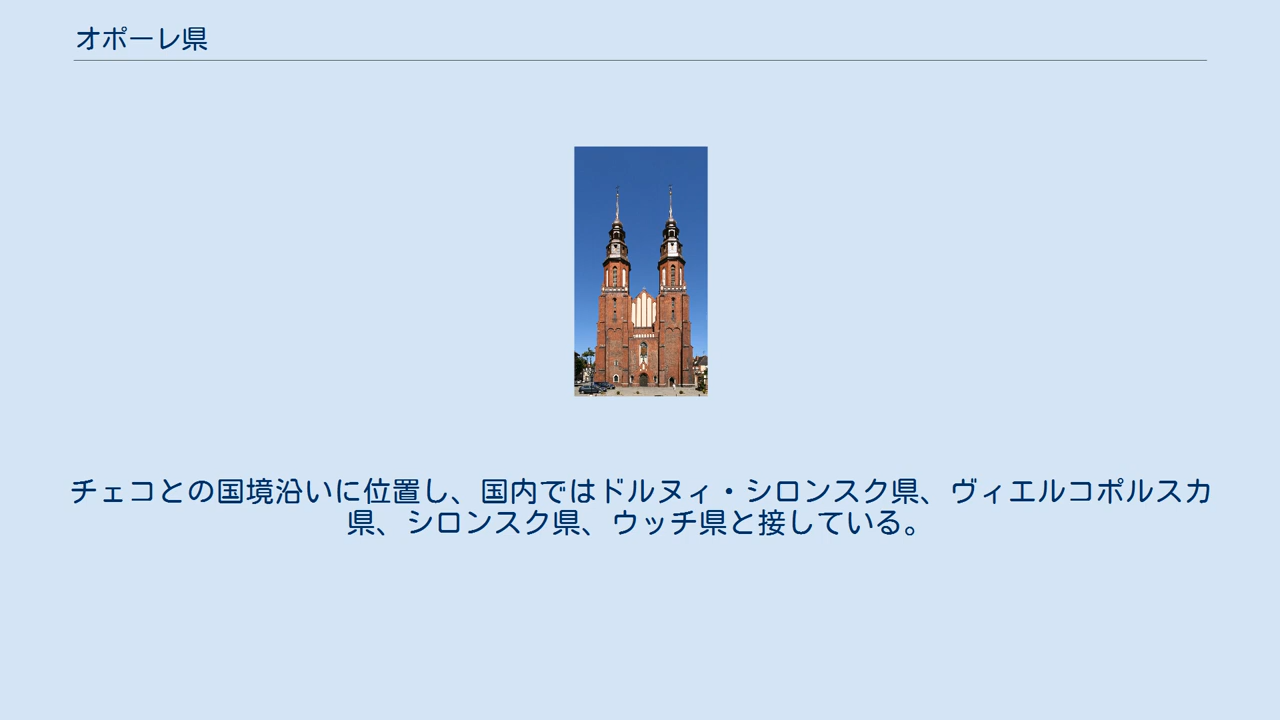 オポーレ県
チェコとの国境沿いに位置し、国内ではドルヌィ・シロンスク県、ヴィエルコポルスカ
県、シロンスク県、ウッチ県と接している。